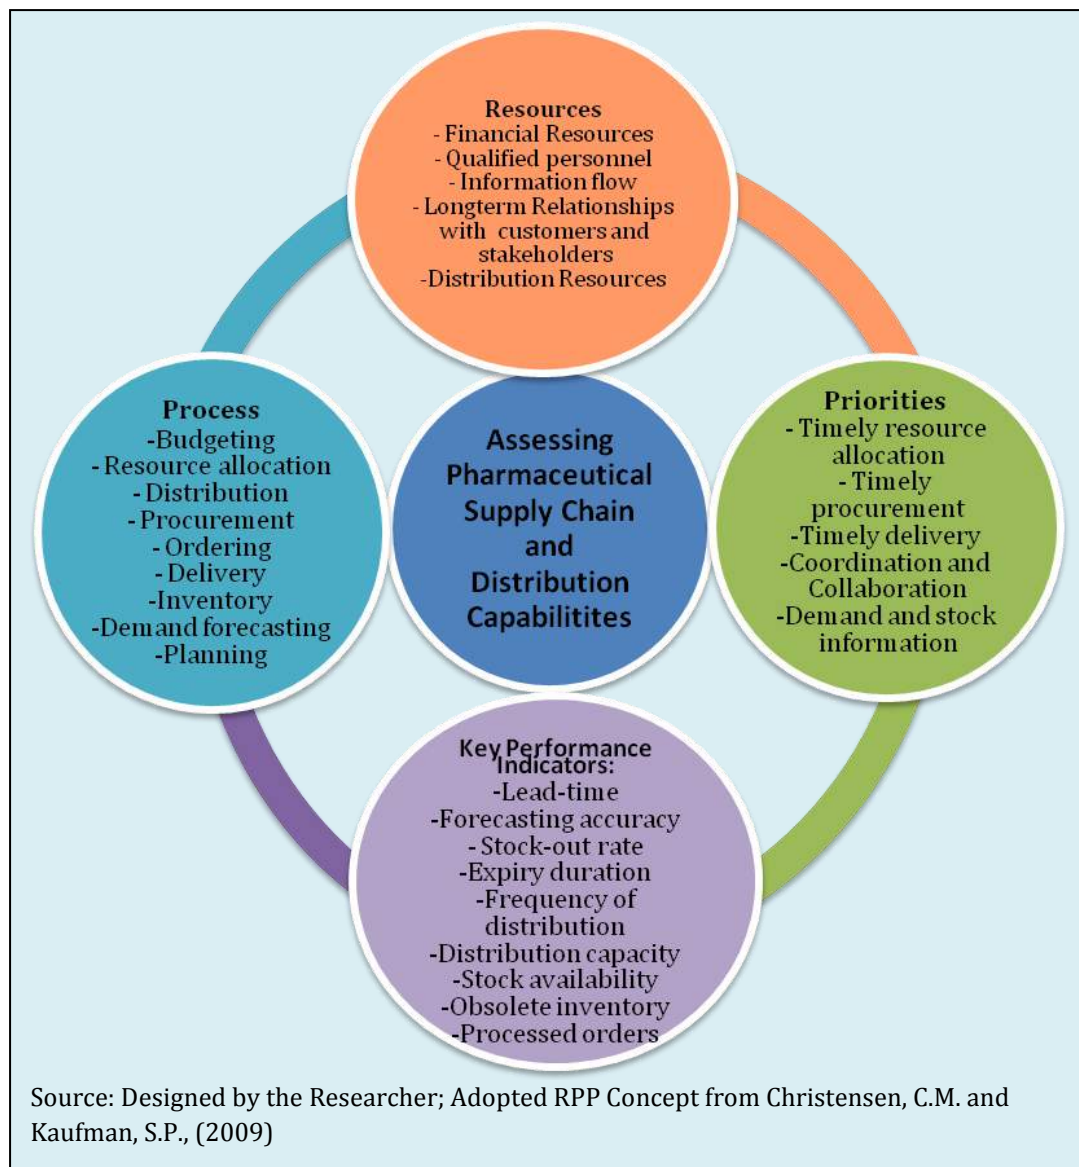 Resources
- Financial Resources
- Qualified personnel
- Information flow
- Longterm Relationships
with customers and
stakeholders
-Distribution Resources
Process
-Budgeting
- Resource allocation
- Distribution
- Procurement
- Ordering
- Delivery
-Inventory
-Demand forecasting
-Planning
Assessing
Pharmaceutical
Supply Chain
and
Distribution
Capabilitites
Priorities
- Timely resource
allocation
- Timely
procurement
-Timely delivery
-Coordination and
Collaboration
-Demand and stock
information
Key Performance
Indicators:
-Lead-time
-Forecasting accuracy
- Stock-out rate
-Expiry duration
-Frequency of
distribution
-Distribution capacity
-Stock availability
-Obsolete inventory
-Processed orders
Source: Designed by the Researcher; Adopted RPP Concept from Christensen, C.M. and
Kaufman, S.P., (2009)